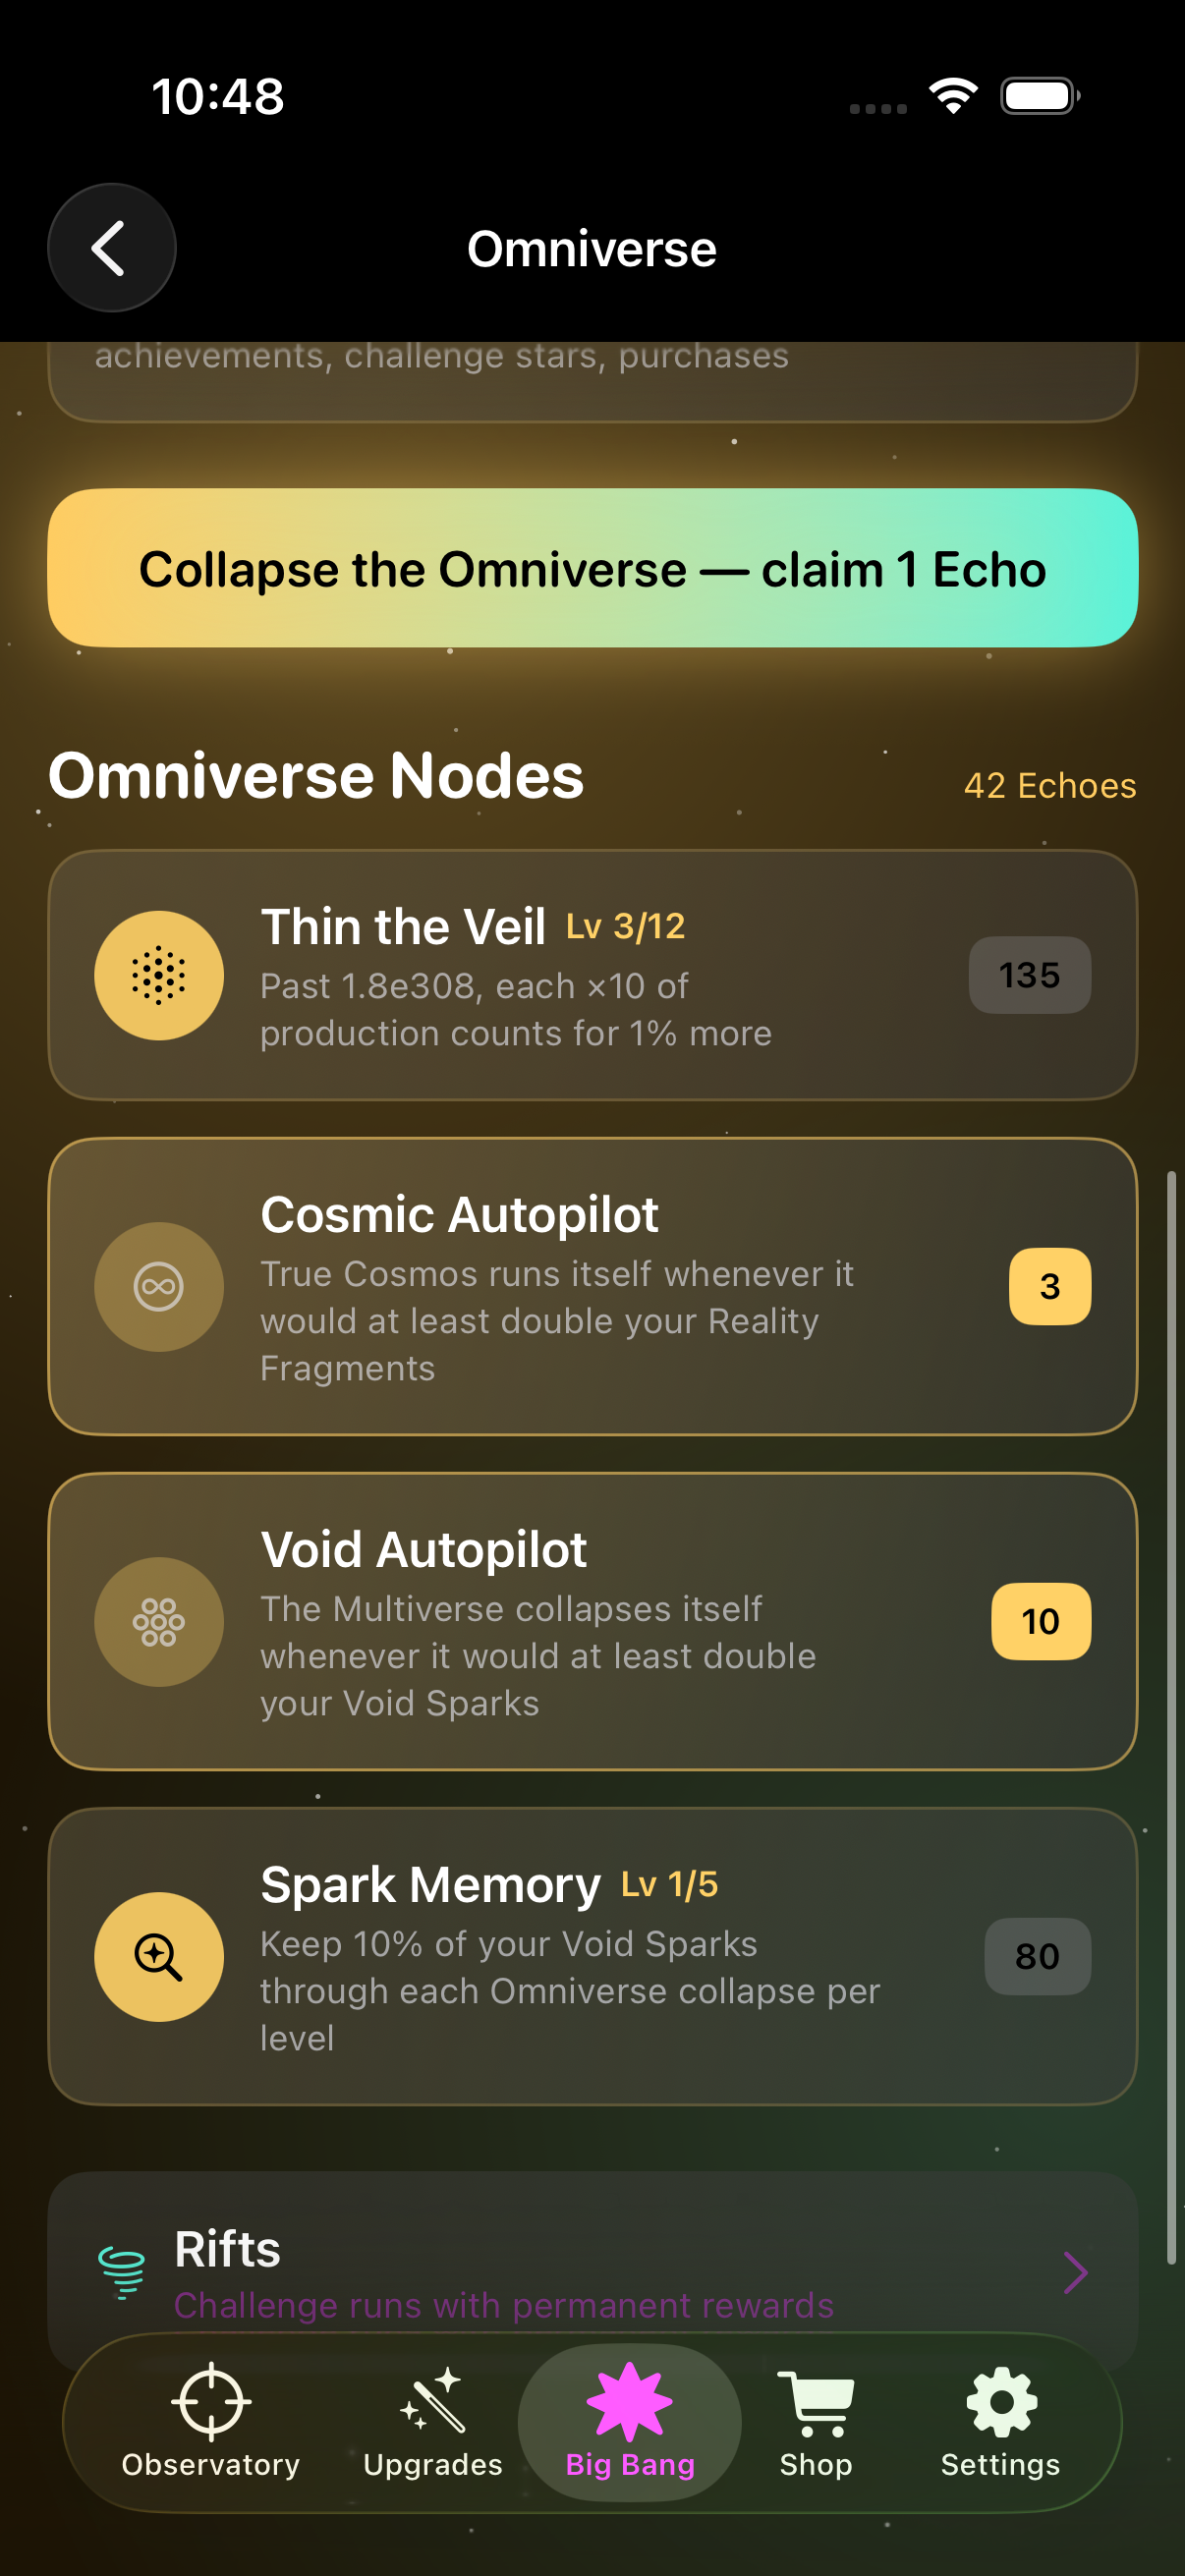 10:48
Omniverse
achievements, challenge stars, purchases
Collapse the Omniverse — claim 1 Echo
Omniverse Nodes
42 Echoes
Thin the Veil Lv 3/12
Past 1.8e308, each ×10 of
production counts for 1% more
135
Cosmic Autopilot
True Cosmos runs itself whenever it
would at least double your Reality
Fragments
3
Void Autopilot
The Multiverse collapses itself
whenever it would at least double
your Void Sparks
10
Spark Memory Lv 1/5
Keep 10% of your Void Sparks
through each Omniverse collapse per
level
80
Rifts
Challenge runs with permanent rewards
Observatory
Upgrades
Big Bang
Shop
Settings